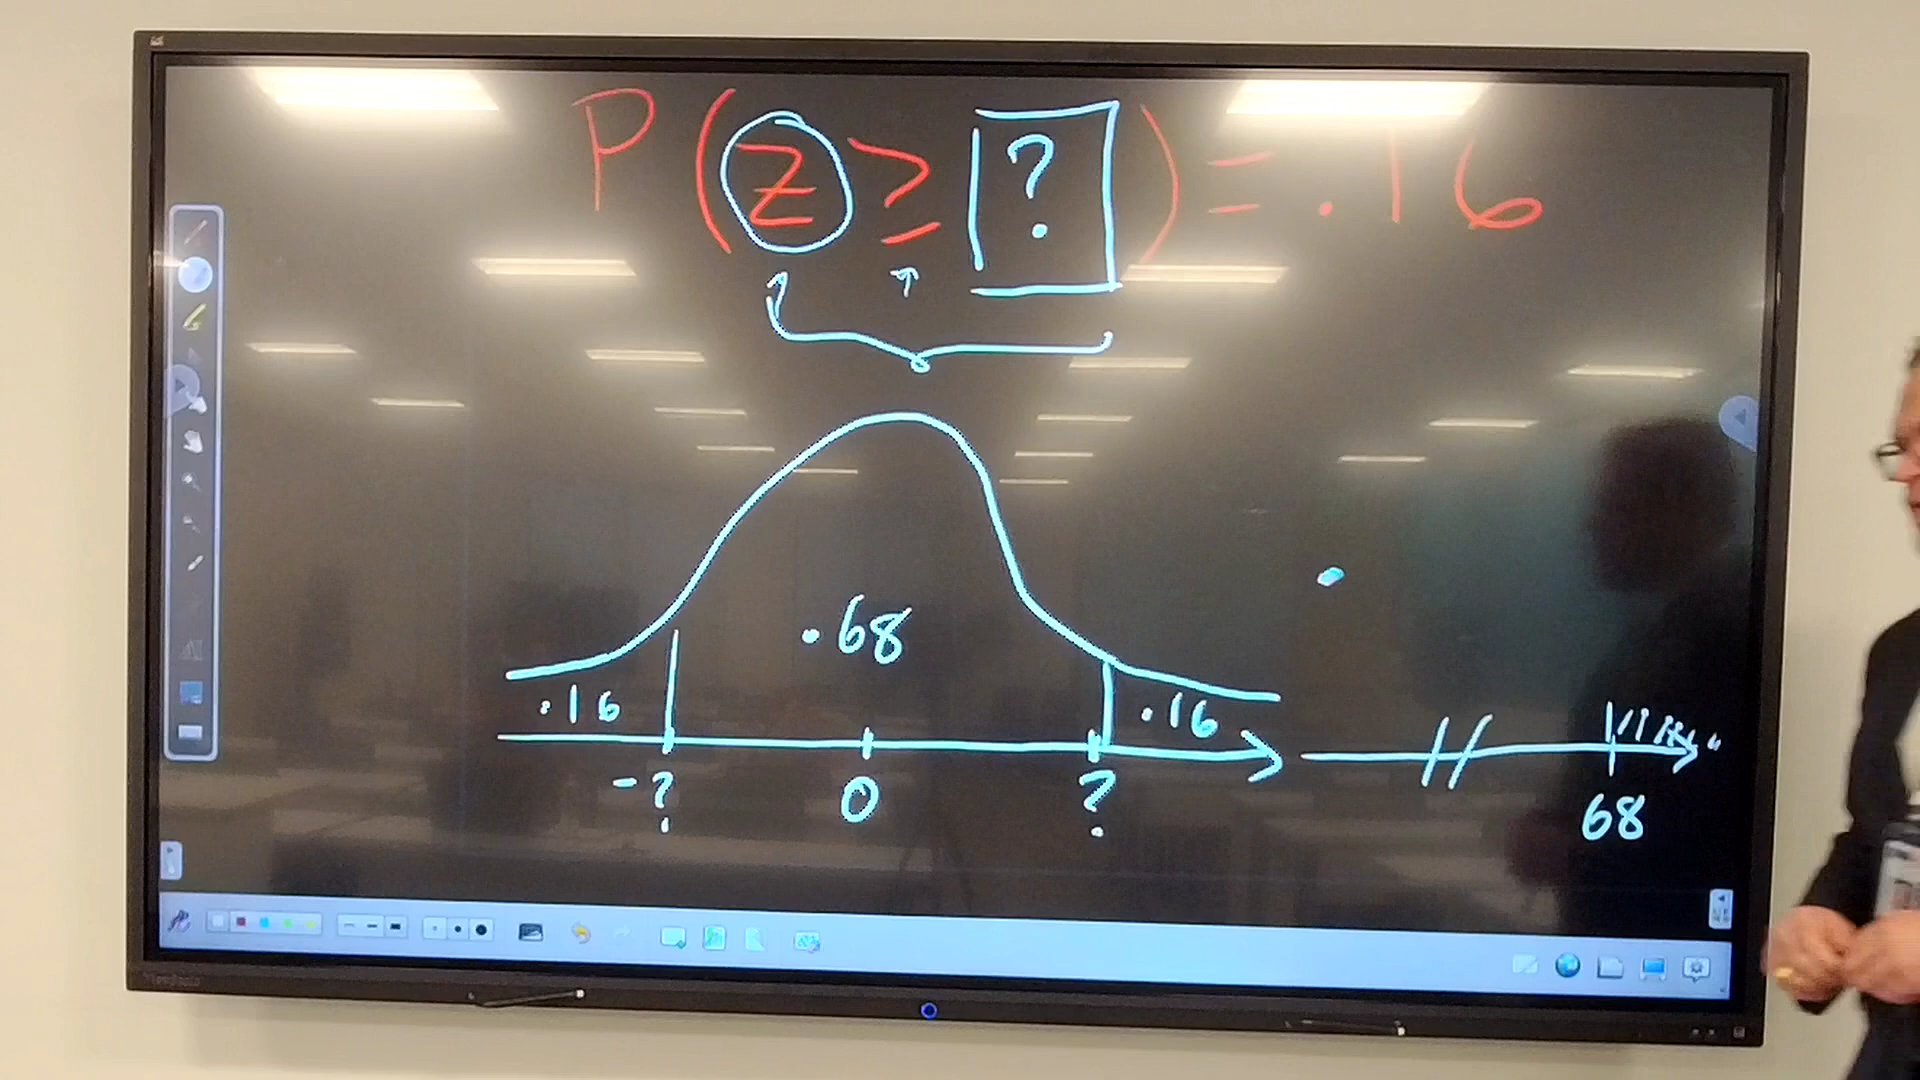 P(z ≥ ?) = .16
.68
.16 .16
-? 0 ? 68